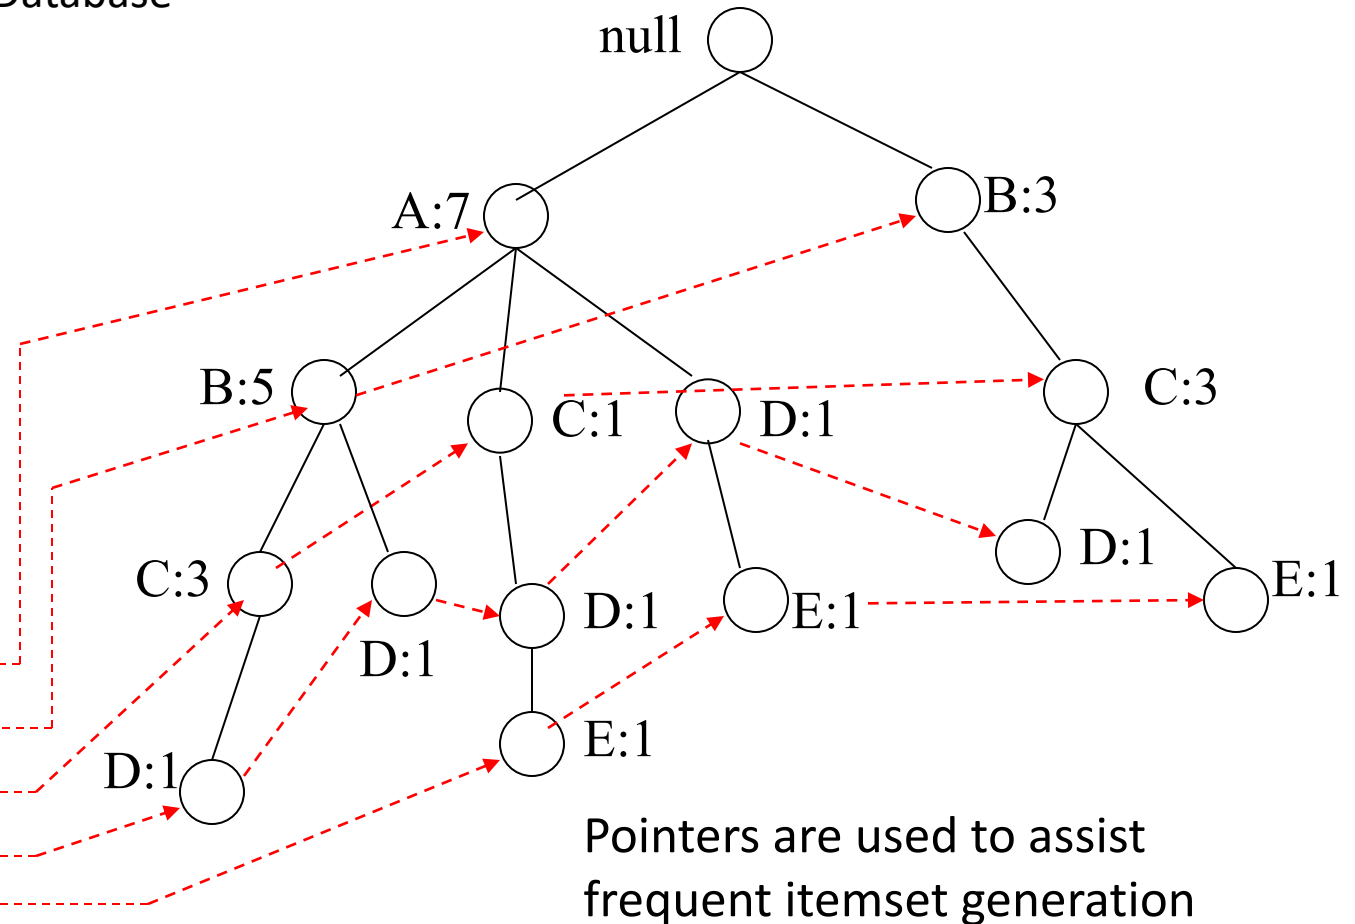 Database
null
A:7
B:3
B:5
C:1
D:1
C:3
C:3
D:1
D:1
D:1
E:1
E:1
D:1
E:1
Pointers are used to assist
frequent itemset generation